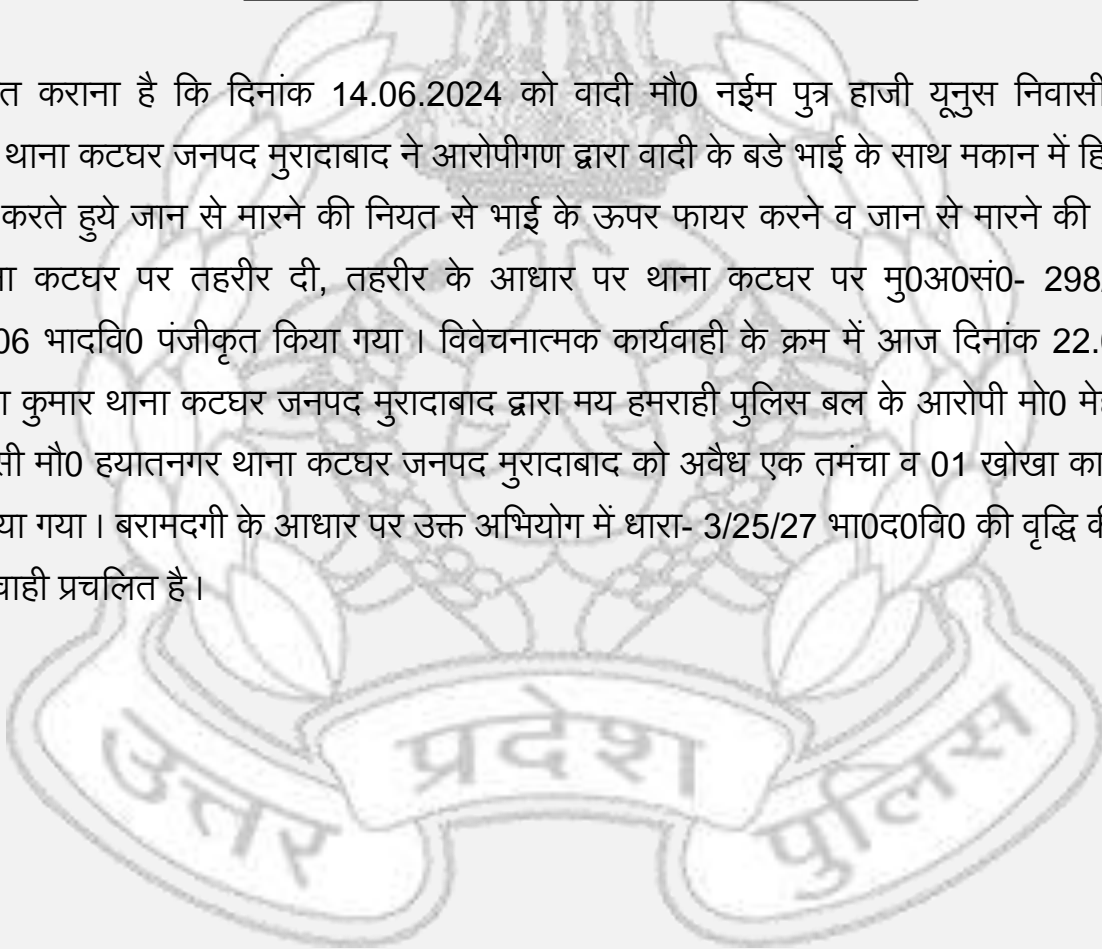 त कराना है कि दिनांक 14.06.2024 को वादी मौ0 नईम पुत्र हाजी यूनुस निवासी
थाना कटघर जनपद मुरादाबाद ने आरोपीगण द्वारा वादी के बडे भाई के साथ मकान में हि
करते हुये जान से मारने की नियत से भाई के ऊपर फायर करने व जान से मारने की
ना कटघर पर तहरीर दी, तहरीर के आधार पर थाना कटघर पर मु0अ0सं0- 298
06 भादवि0 पंजीकृत किया गया । विवेचनात्मक कार्यवाही के क्रम में आज दिनांक 22.0
कुमार थाना कटघर जनपद मुरादाबाद द्वारा मय हमराही पुलिस बल के आरोपी मो0 मे
सी मौ0 हयातनगर थाना कटघर जनपद मुरादाबाद को अवैध एक तमंचा व 01 खोखा का
या गया । बरामदगी के आधार पर उक्त अभियोग में धारा- 3/25/27 भा0द0वि0 की वृद्धि की
वाही प्रचलित है ।
उत्तर प्रदेश पुलिस